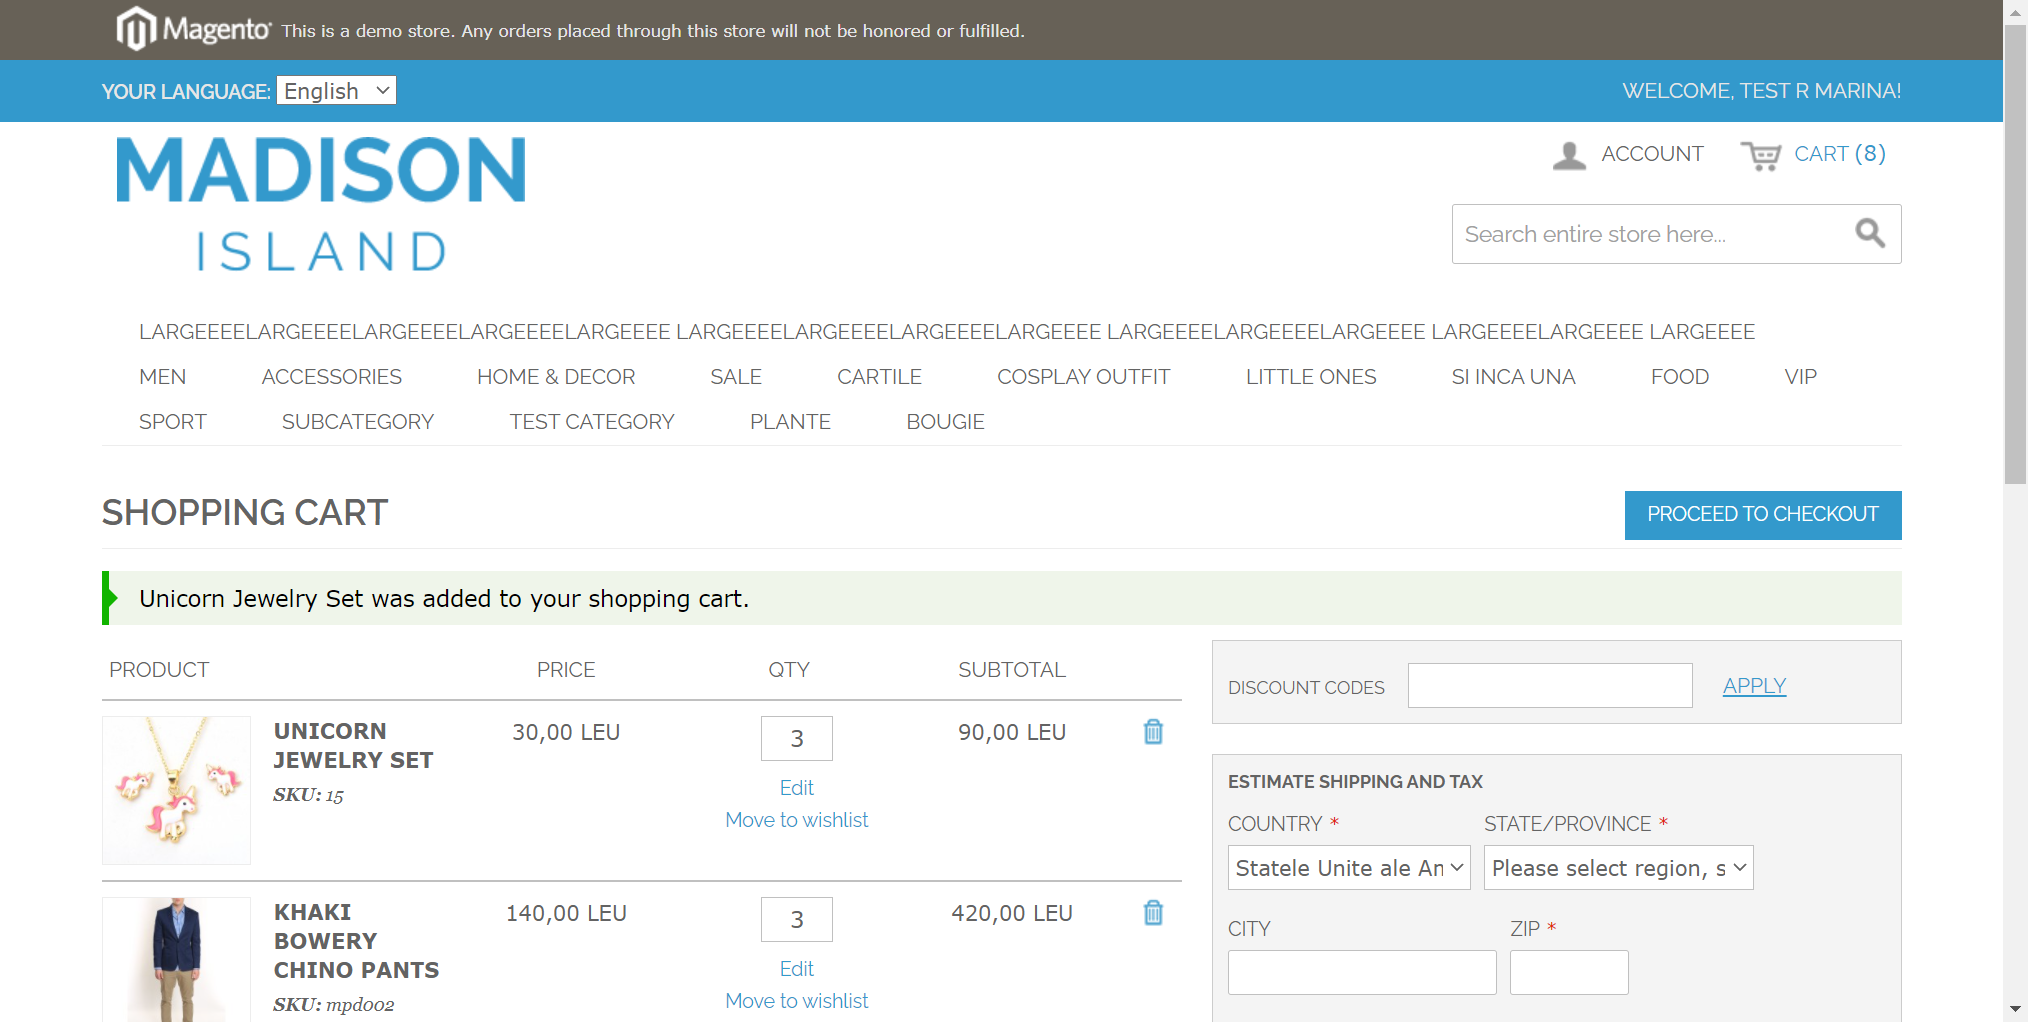 Magento This is a demo store. Any orders placed through this store will not be honored or fulfilled.
YOUR LANGUAGE: English WELCOME, TEST R MARINA!
MADISON
ISLAND
ACCOUNT CART (8)
Search entire store here...
LARGEEEELARGEEEELARGEEEELARGEEEELARGEEEE LARGEEEELARGEEEELARGEEEELARGEEEE LARGEEEELARGEEEELARGEEEE LARGEEEELARGEEEE LARGEEEE
MEN ACCESSORIES HOME & DECOR SALE CARTILE COSPLAY OUTFIT LITTLE ONES SI INCA UNA FOOD VIP
SPORT SUBCATEGORY TEST CATEGORY PLANTE BOUGIE
SHOPPING CART
PROCEED TO CHECKOUT
Unicorn Jewelry Set was added to your shopping cart.
PRODUCT PRICE QTY SUBTOTAL
UNICORN
JEWELRY SET
SKU: 15
30,00 LEU
3
Edit
Move to wishlist
90,00 LEU
KHAKI
BOWERY
CHINO PANTS
SKU: mpd002
140,00 LEU
3
Edit
Move to wishlist
420,00 LEU
DISCOUNT CODES APPLY
ESTIMATE SHIPPING AND TAX
COUNTRY * STATE/PROVINCE *
Statele Unite ale An Please select region, s
CITY ZIP *